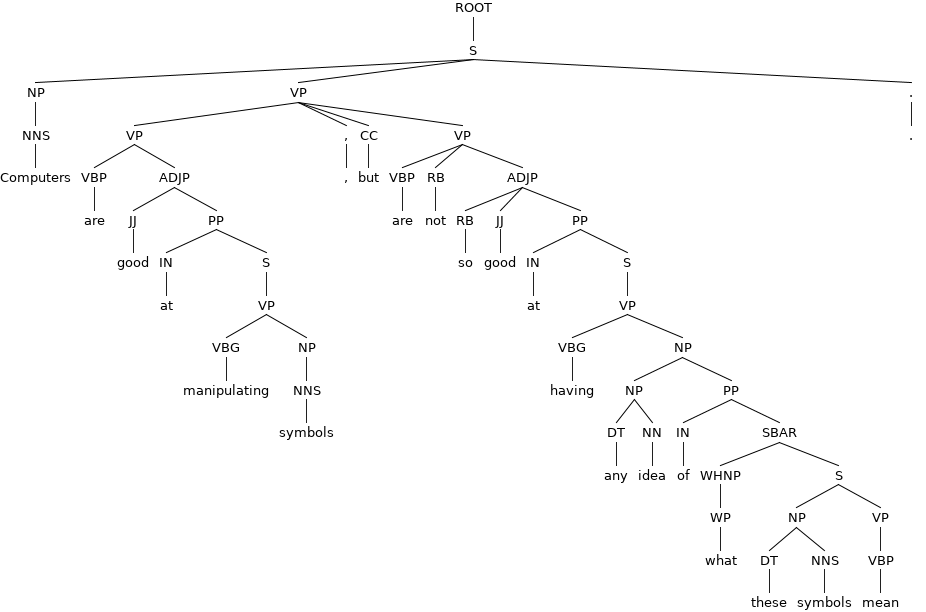 ROOT
S
NP VP .
NNS VP , CC VP .
Computers VBP ADJP , but VBP RB ADJP
are JJ PP are not RB JJ PP
good IN S so good IN S
at VP at VP
VBG NP VBG NP
manipulating NNS having NP PP
symbols DT NN IN SBAR
any idea of WHNP S
WP NP VP
what DT NNS VBP
these symbols mean